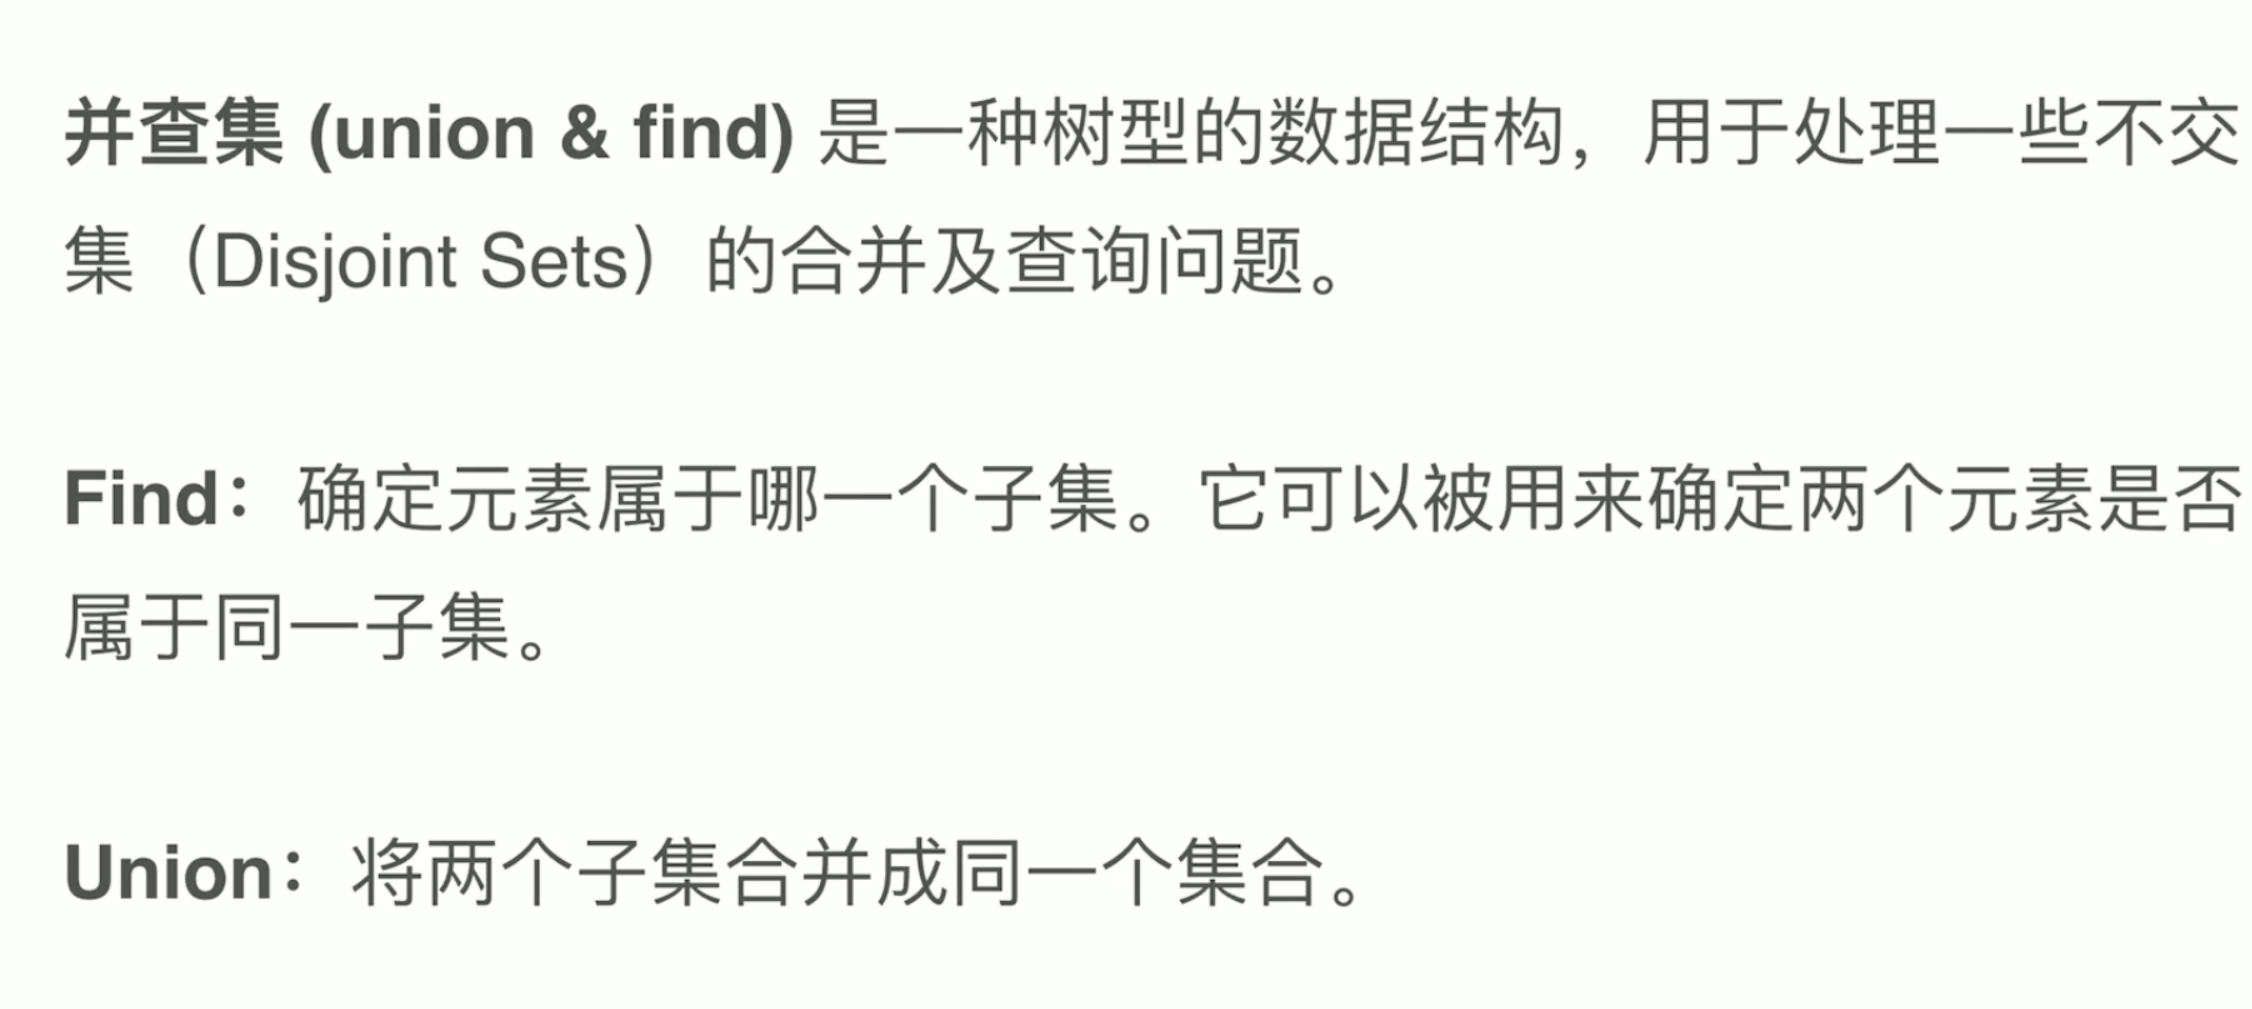 并查集 (union & find) 是一种树型的数据结构，用于处理一些不交
集（Disjoint Sets）的合并及查询问题。
Find：确定元素属于哪一个子集。它可以被用来确定两个元素是否
属于同一子集。
Union：将两个子集合并成同一个集合。